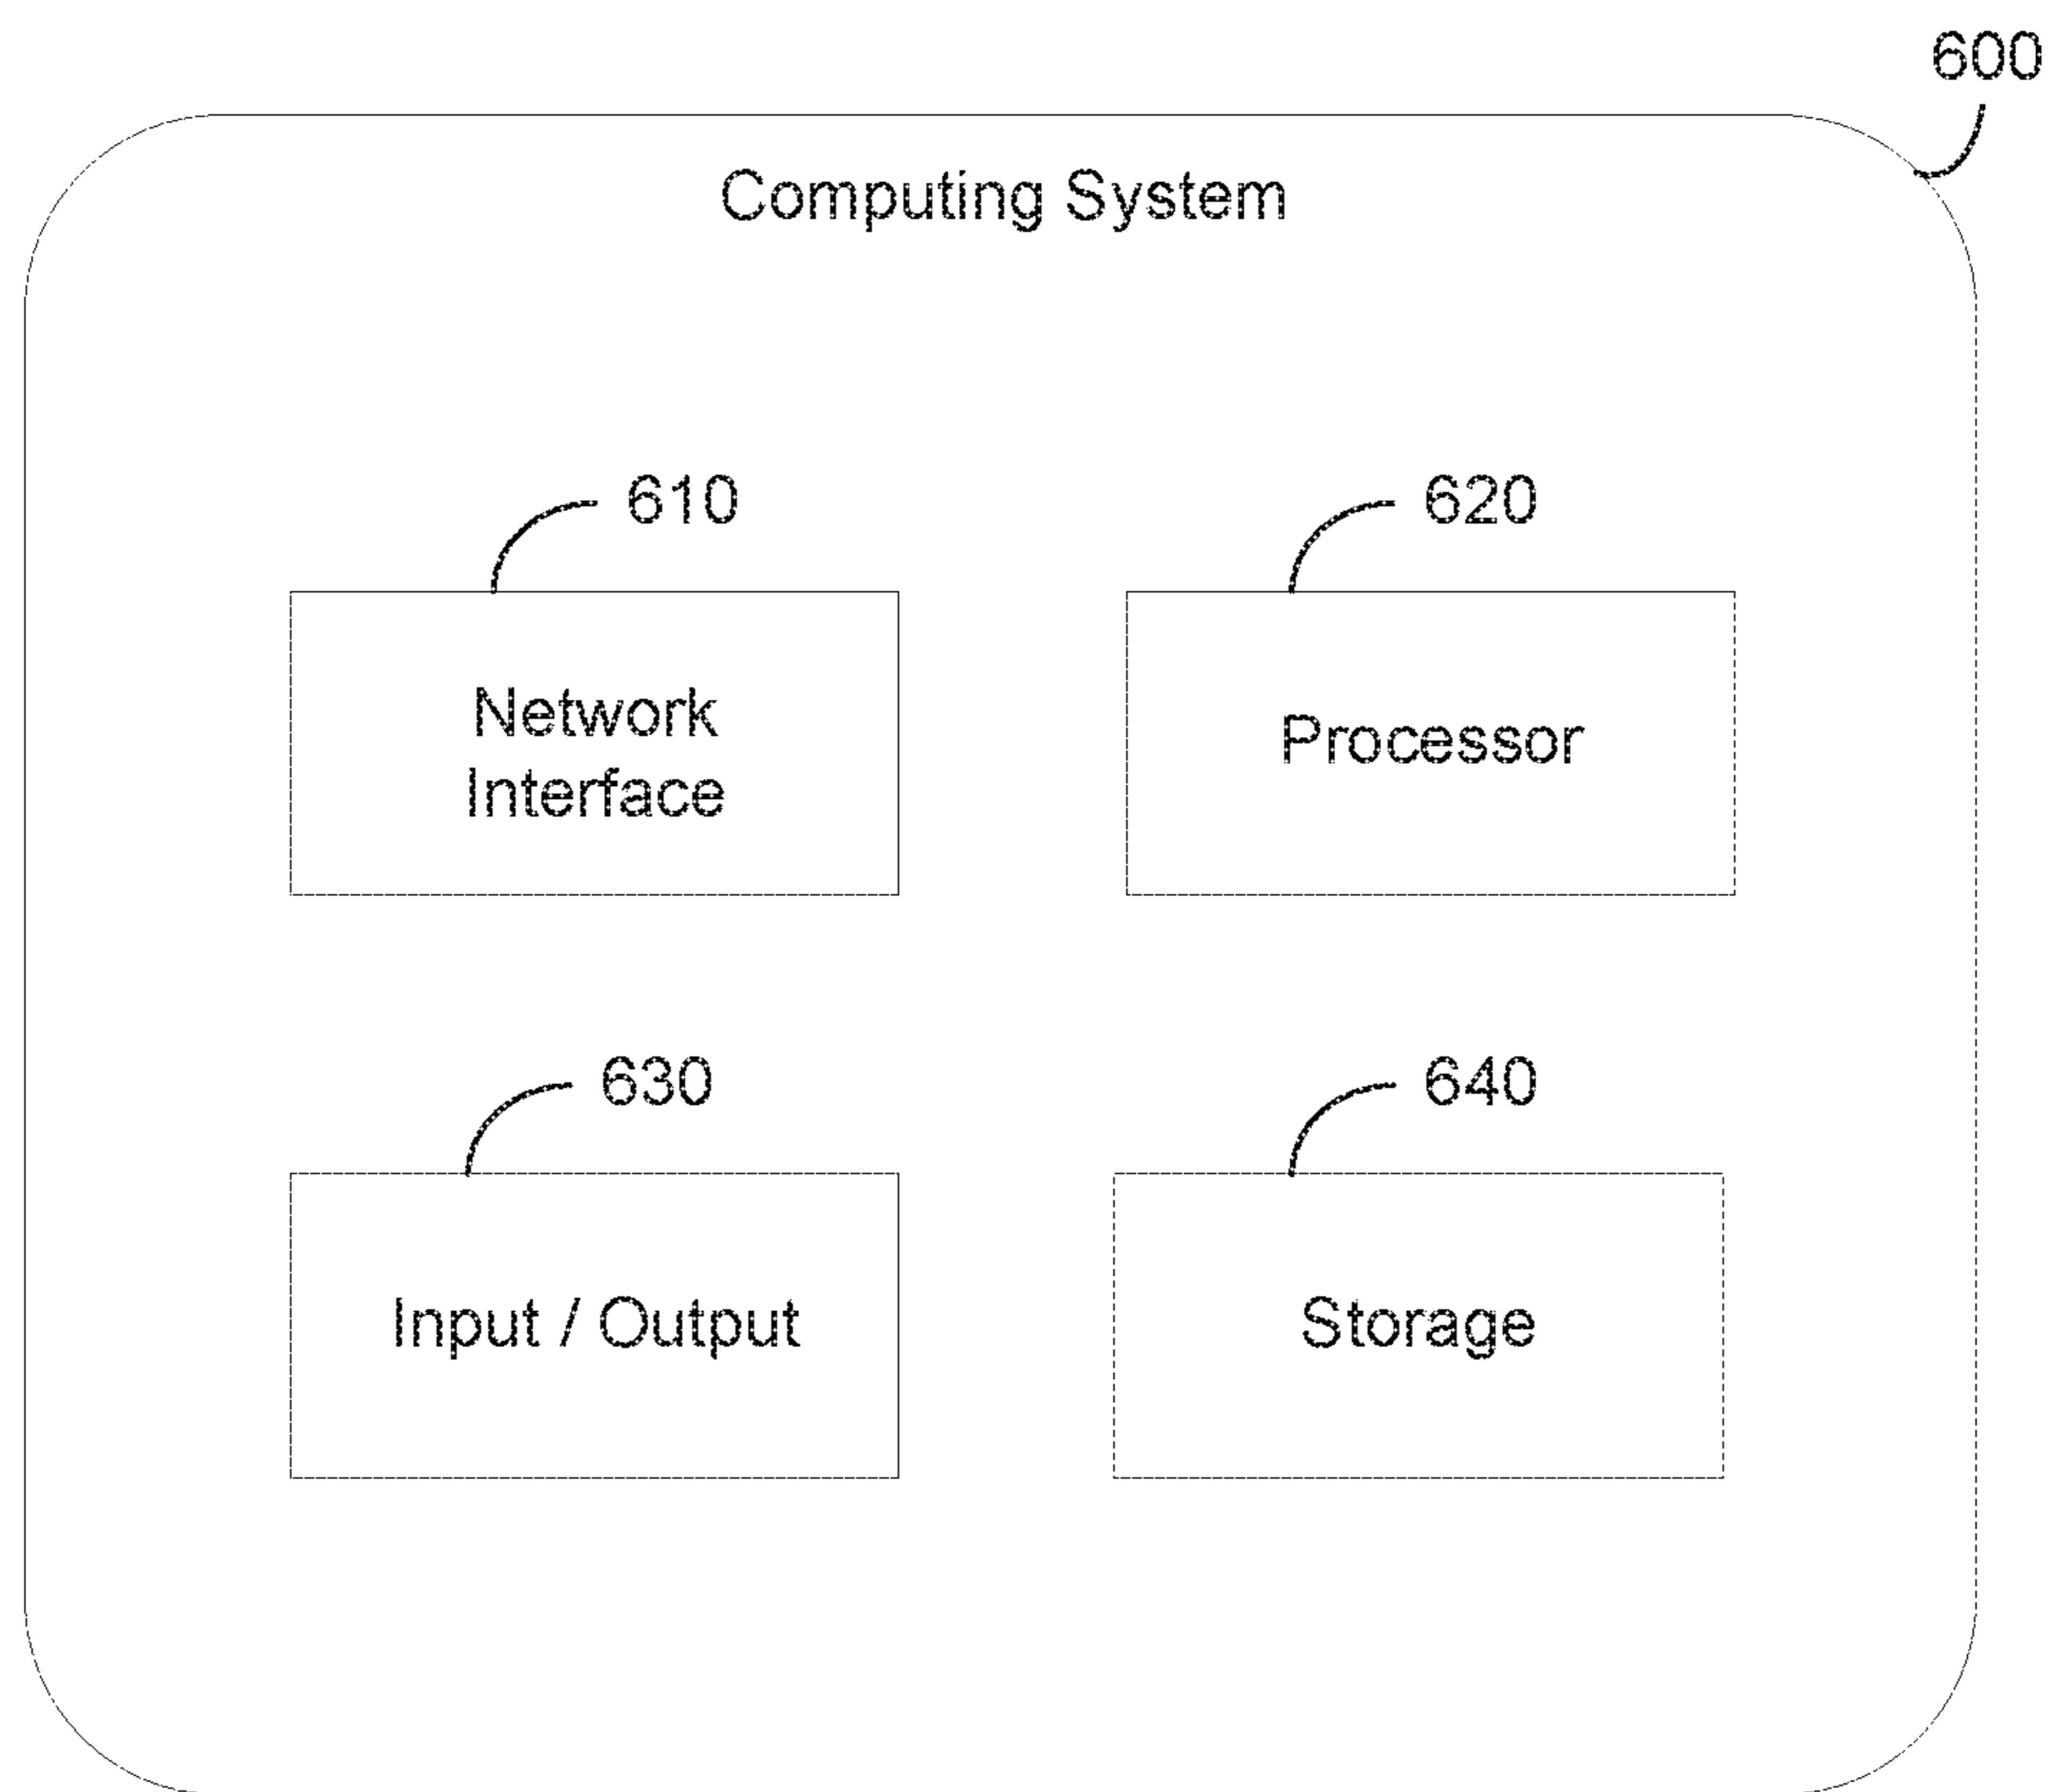 600
Computing System
610
620
Network
Interface
Processor
630
640
Input / Output
Storage